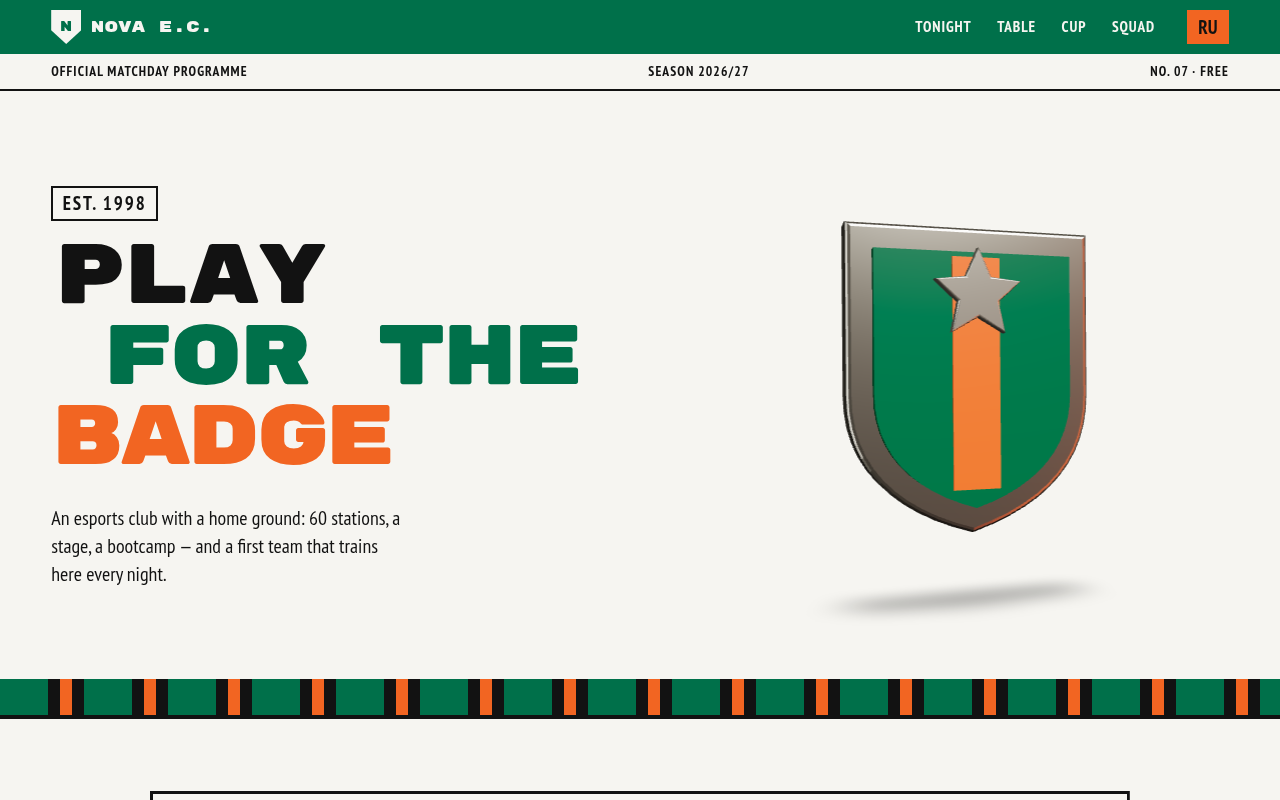 N NOVA E.C.
TONIGHT TABLE CUP SQUAD RU
OFFICIAL MATCHDAY PROGRAMME
SEASON 2026/27
NO. 07 · FREE
EST. 1998
PLAY
FOR THE
BADGE
An esports club with a home ground: 60 stations, a
stage, a bootcamp — and a first team that trains
here every night.